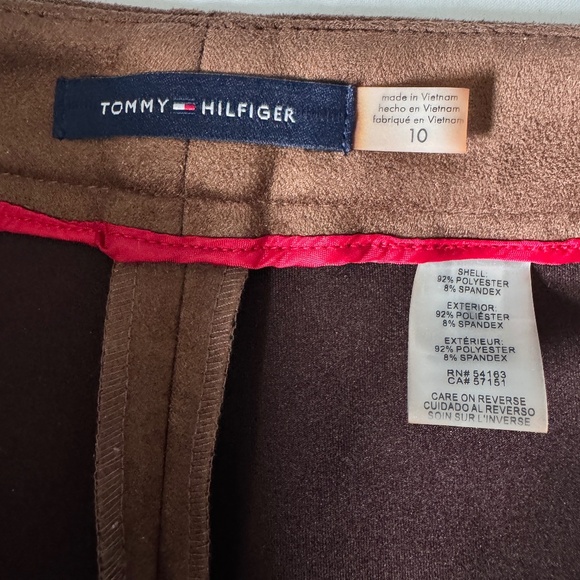 TOMMY HILFIGER
made in Vietnam
hecho en Vietnam
fabriqué en Vietnam
10
SHELL:
92% POLYESTER
8% SPANDEX
EXTERIOR:
92% POLIÉSTER
8% SPANDEX
EXTÉRIEUR:
92% POLYESTER
8% SPANDEX
RN# 54163
CA# 57151
CARE ON REVERSE
CUIDADO AL REVERSO
SOIN SUR L'INVERSE